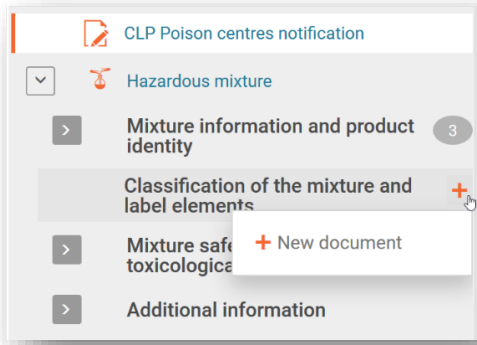 CLP Poison centres notification
Hazardous mixture
Mixture information and product
identity
3
Classification of the mixture and
label elements
New document
Mixture
Additional information